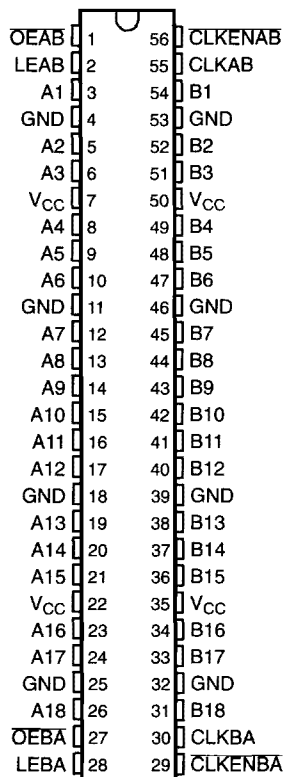 O̅E̅A̅B̅ 1 56 C̅L̅K̅E̅N̅A̅B̅
LEAB 2 55 CLKAB
A1 3 54 B1
GND 4 53 GND
A2 5 52 B2
A3 6 51 B3
VCC 7 50 VCC
A4 8 49 B4
A5 9 48 B5
A6 10 47 B6
GND 11 46 GND
A7 12 45 B7
A8 13 44 B8
A9 14 43 B9
A10 15 42 B10
A11 16 41 B11
A12 17 40 B12
GND 18 39 GND
A13 19 38 B13
A14 20 37 B14
A15 21 36 B15
VCC 22 35 VCC
A16 23 34 B16
A17 24 33 B17
GND 25 32 GND
A18 26 31 B18
O̅E̅B̅A̅ 27 30 CLKBA
LEBA 28 29 C̅L̅K̅E̅N̅B̅A̅